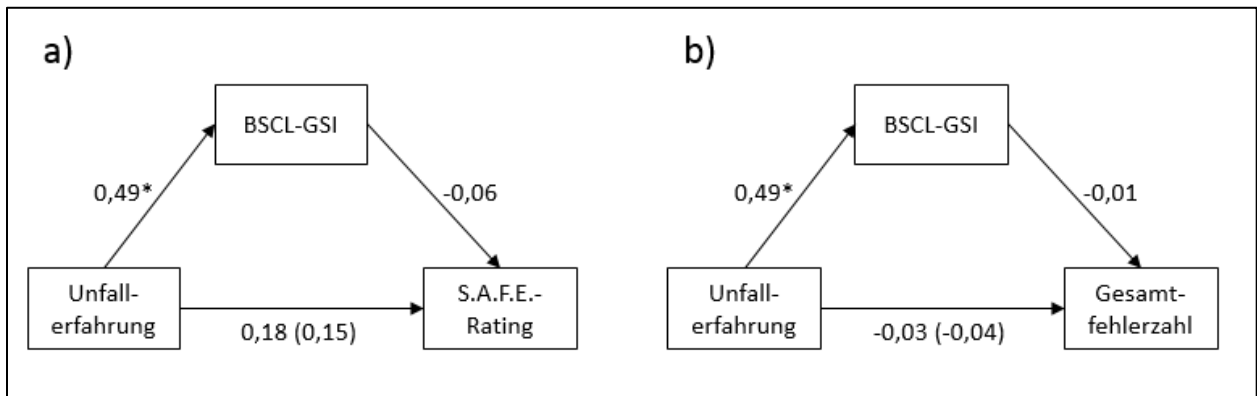 a)
BSCL-GSI
0,49*
-0,06
Unfall-
erfahrung
0,18 (0,15)
S.A.F.E.-
Rating
b)
BSCL-GSI
0,49*
-0,01
Unfall-
erfahrung
-0,03 (-0,04)
Gesamt-
fehlerzahl